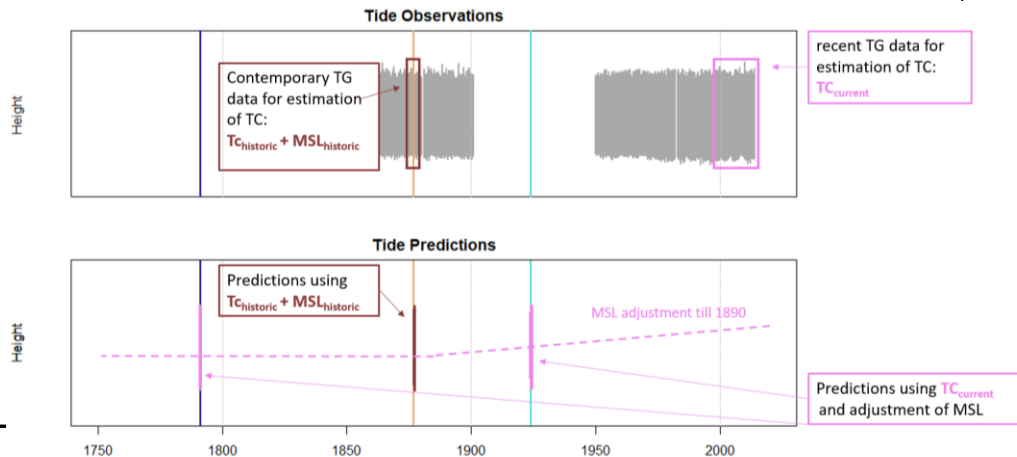 Tide Observations
Height
Contemporary TG
data for estimation
of TC:
Tchistoric + MSLhistoric
recent TG data for
estimation of TC:
TCcurrent
Tide Predictions
Height
Predictions using
Tchistoric + MSLhistoric
MSL adjustment till 1890
Predictions using TCcurrent
and adjustment of MSL
1750 1800 1850 1900 1950 2000